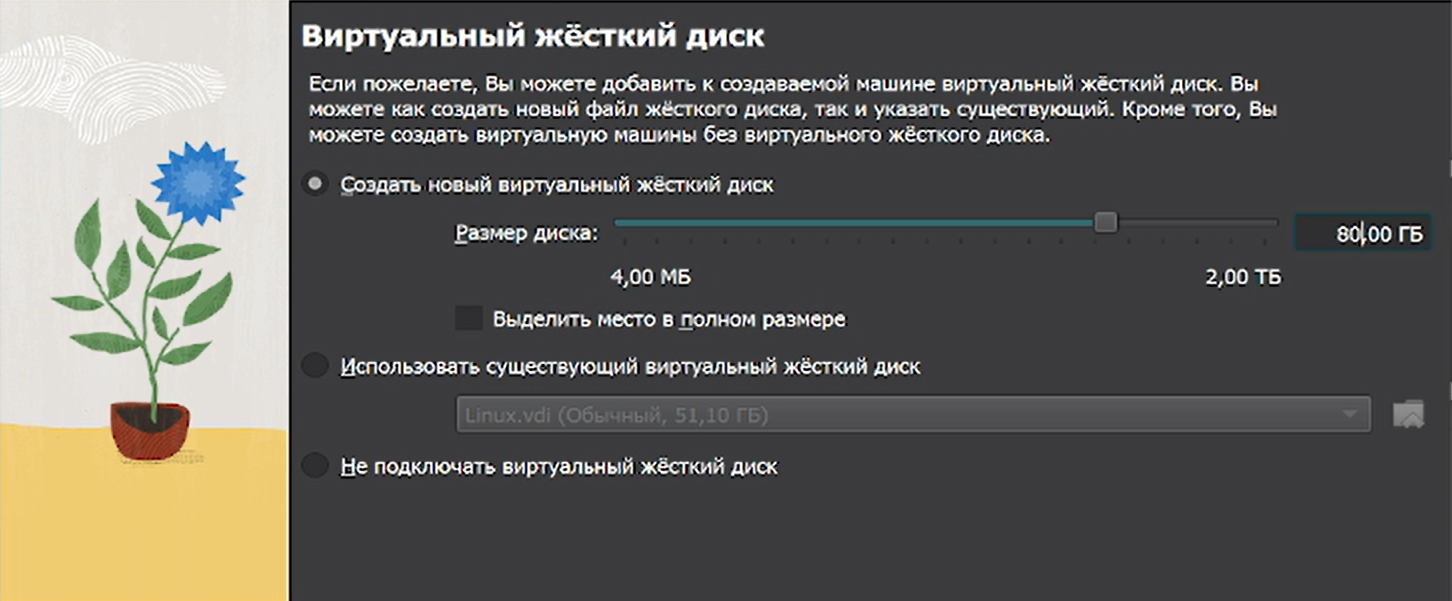 Виртуальный жёсткий диск
Если пожелаете, Вы можете добавить к создаваемой машине виртуальный жёсткий диск. Вы
можете как создать новый файл жёсткого диска, так и указать существующий. Кроме того, Вы
можете создать виртуальную машины без виртуального жёсткого диска.
Создать новый виртуальный жёсткий диск
Размер диска: 80,00 ГБ
4,00 МБ 2,00 ТБ
Выделить место в полном размере
Использовать существующий виртуальный жёсткий диск
Linux.vdi (Обычный, 51,10 ГБ)
Не подключать виртуальный жёсткий диск